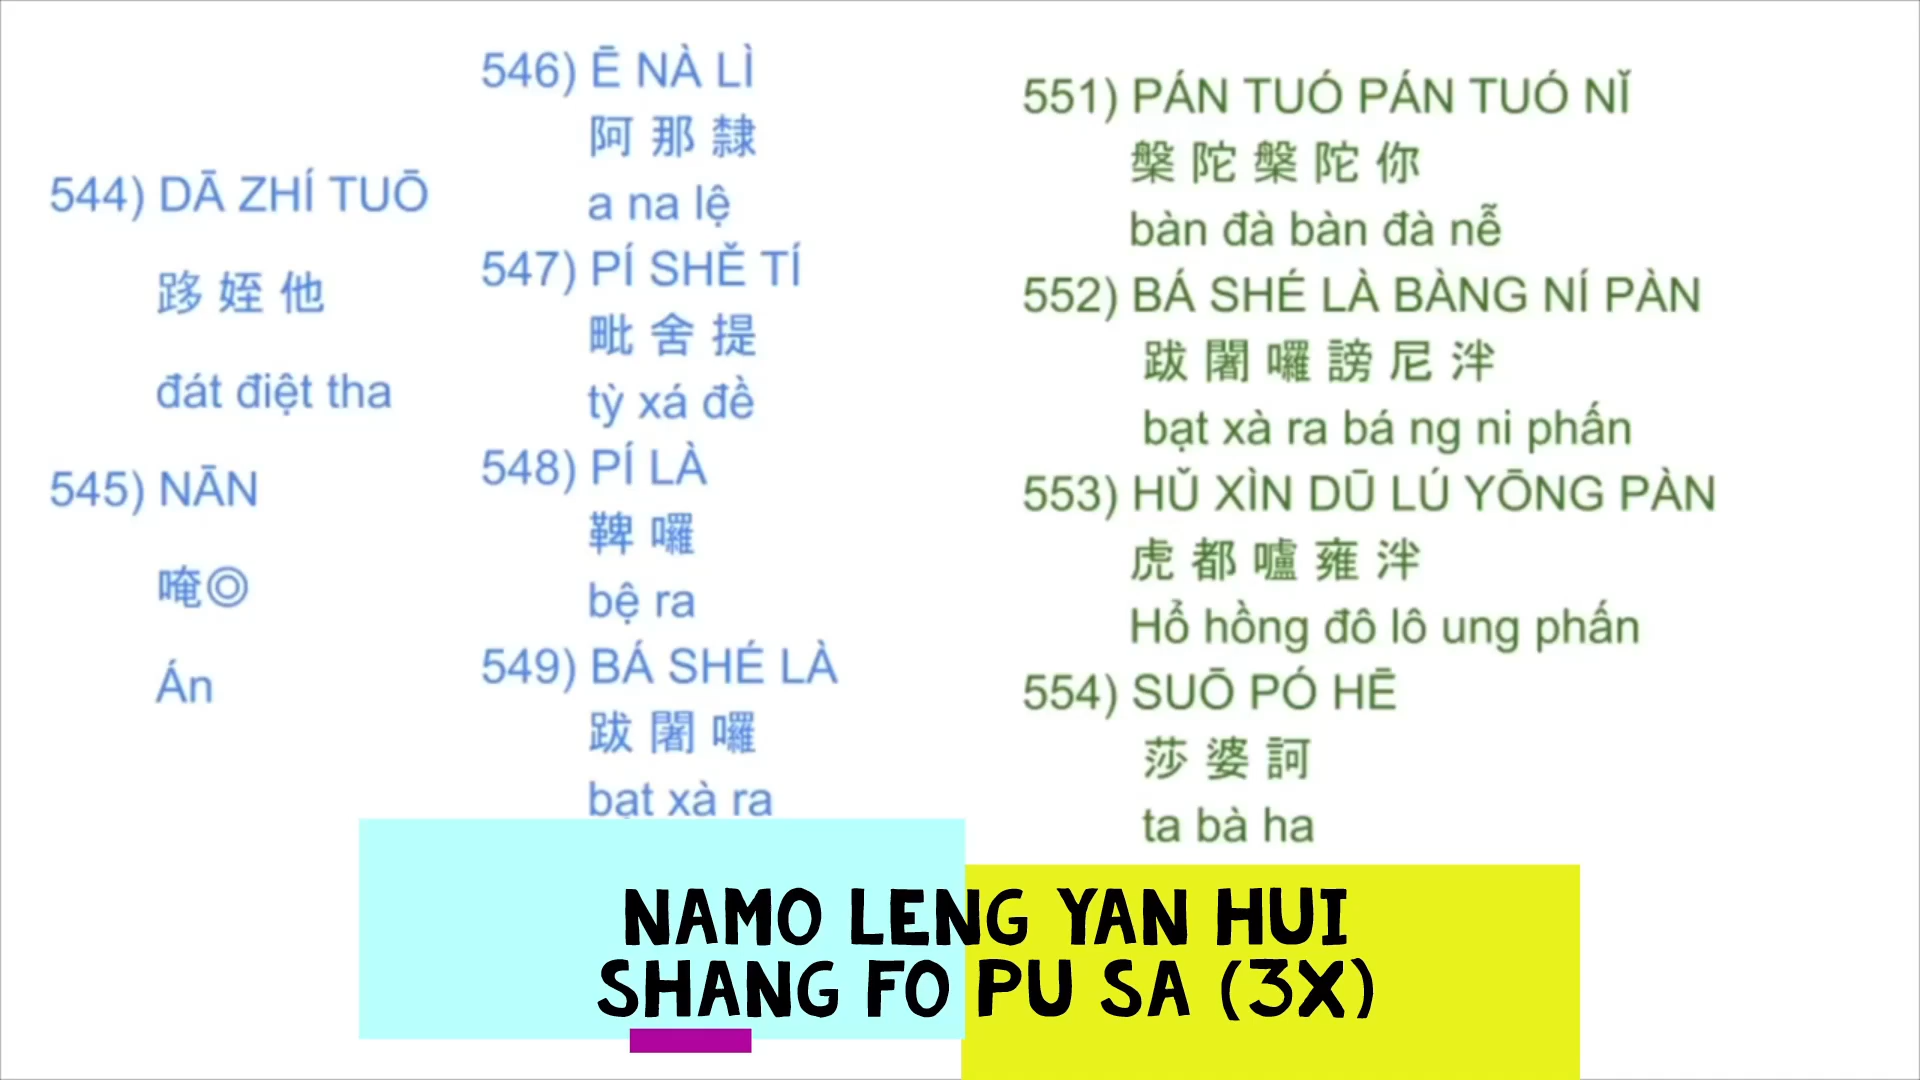 544) DĀ ZHÍ TUŌ
跢 姪 他
đát điệt tha
545) NĀN
唵◎
Án
546) Ē NÀ LÌ
阿 那 隸
a na lệ
547) PÍ SHĚ TÍ
毗 舍 提
tỳ xá đề
548) PÍ LÀ
鞞 囉
bệ ra
549) BÁ SHÉ LÀ
跋 闍 囉
bạt xà ra
551) PÁN TUÓ PÁN TUÓ NǏ
槃 陀 槃 陀 你
bàn đà bàn đà nễ
552) BÁ SHÉ LÀ BÀNG NÍ PÀN
跋 闍 囉 謗 尼 泮
bạt xà ra bá ng ni phấn
553) HǓ XÌN DŪ LÚ YŌNG PÀN
虎 都 嚧 雍 泮
Hổ hồng đô lô ung phấn
554) SUŌ PÓ HĒ
莎 婆 訶
ta bà ha
NAMO LENG YAN HUI
SHANG FO PU SA (3X)